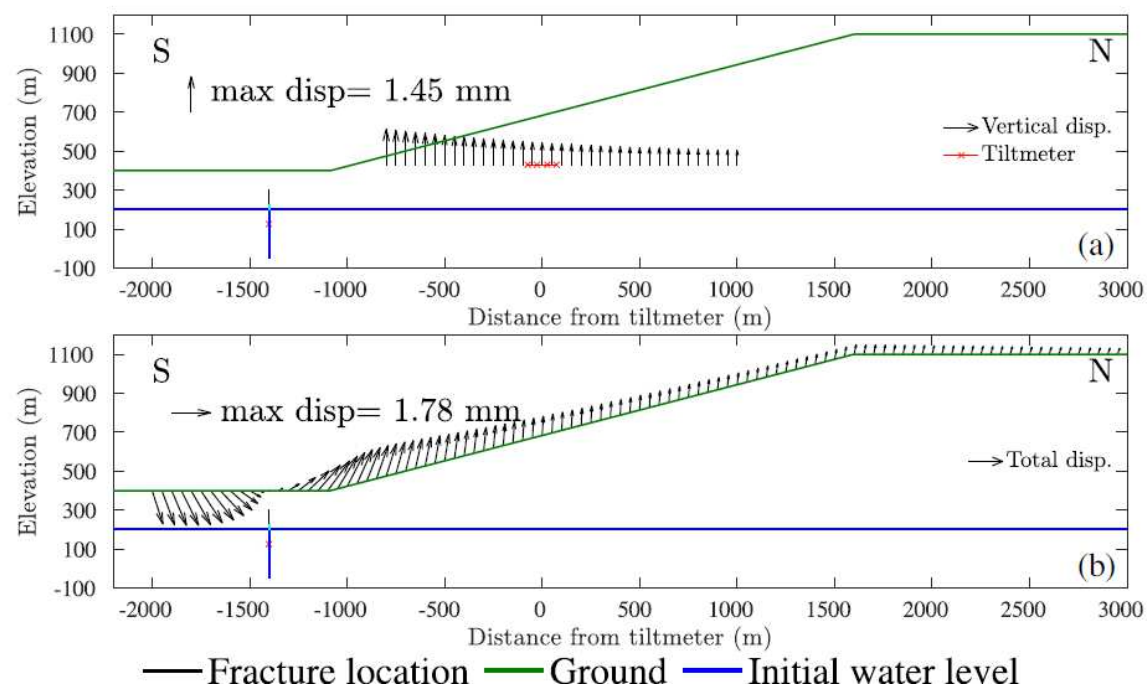 1100
900
700
500
300
100
-100
Elevation (m)
S
N
max disp= 1.45 mm
Vertical disp.
Tiltmeter
(a)
-2000 -1500 -1000 -500 0 500 1000 1500 2000 2500 3000
Distance from tiltmeter (m)
1100
900
700
500
300
100
-100
Elevation (m)
S
N
max disp= 1.78 mm
Total disp.
(b)
-2000 -1500 -1000 -500 0 500 1000 1500 2000 2500 3000
Distance from tiltmeter (m)
Fracture location Ground Initial water level